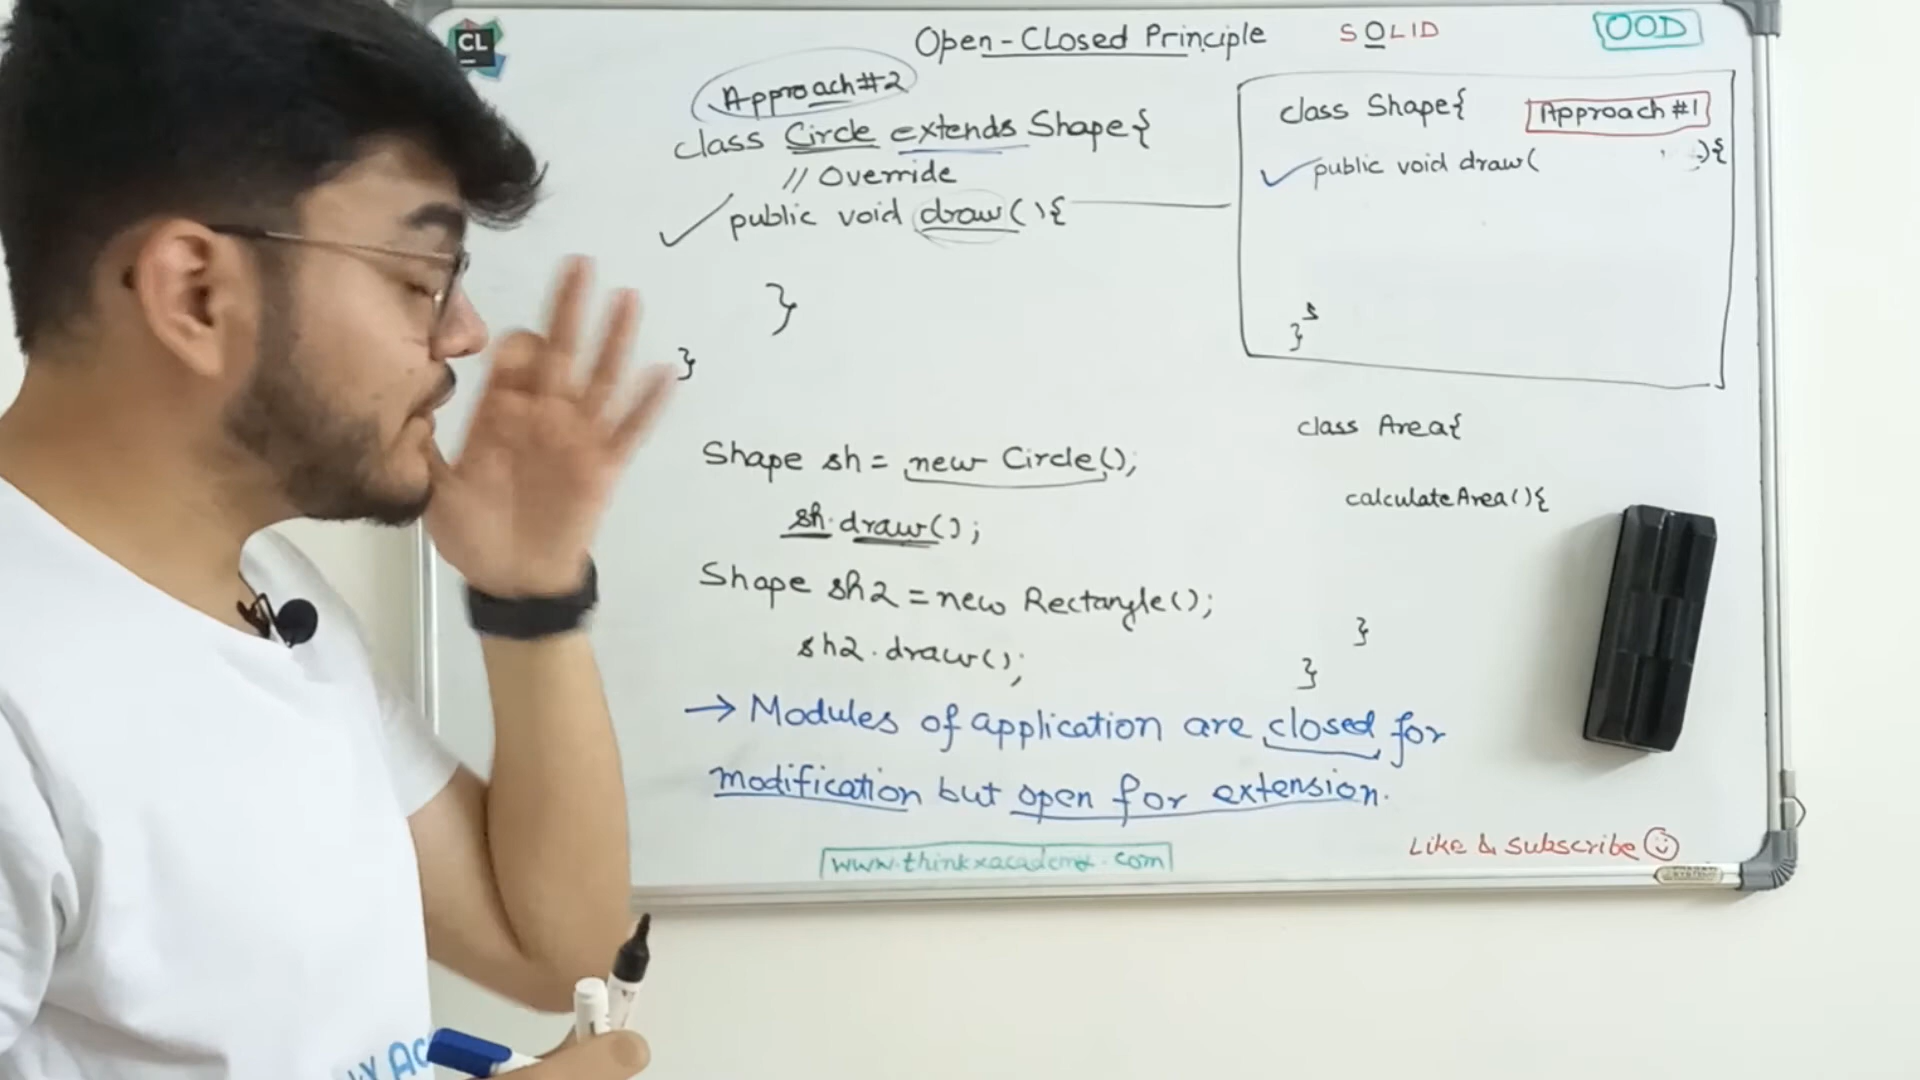 CL
Open-Closed Principle
SOLID
OOD
Approach#2
class Circle extends Shape{
// Override
public void draw(){
}
}
Shape sh = new Circle();
sh.draw();
Shape sh2 = new Rectangle();
sh2.draw();
class Shape{
Approach #1
public void draw(
){
}
class Area{
calculateArea(){
}
}
→ Modules of application are closed for
modification but open for extension.
www.thinkxacademy.com
Like & Subscribe